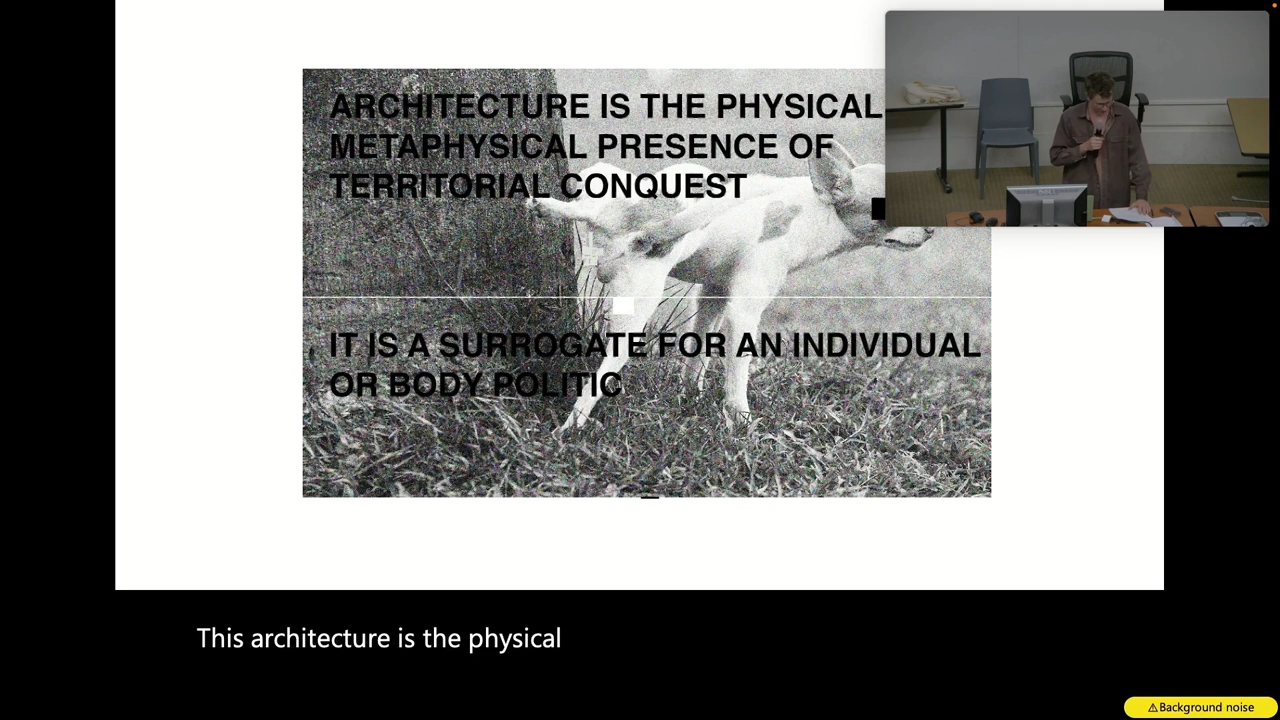 ARCHITECTURE IS THE PHYSICAL
METAPHYSICAL PRESENCE OF
TERRITORIAL CONQUEST
IT IS A SURROGATE FOR AN INDIVIDUAL
OR BODY POLITIC
This architecture is the physical
⚠Background noise